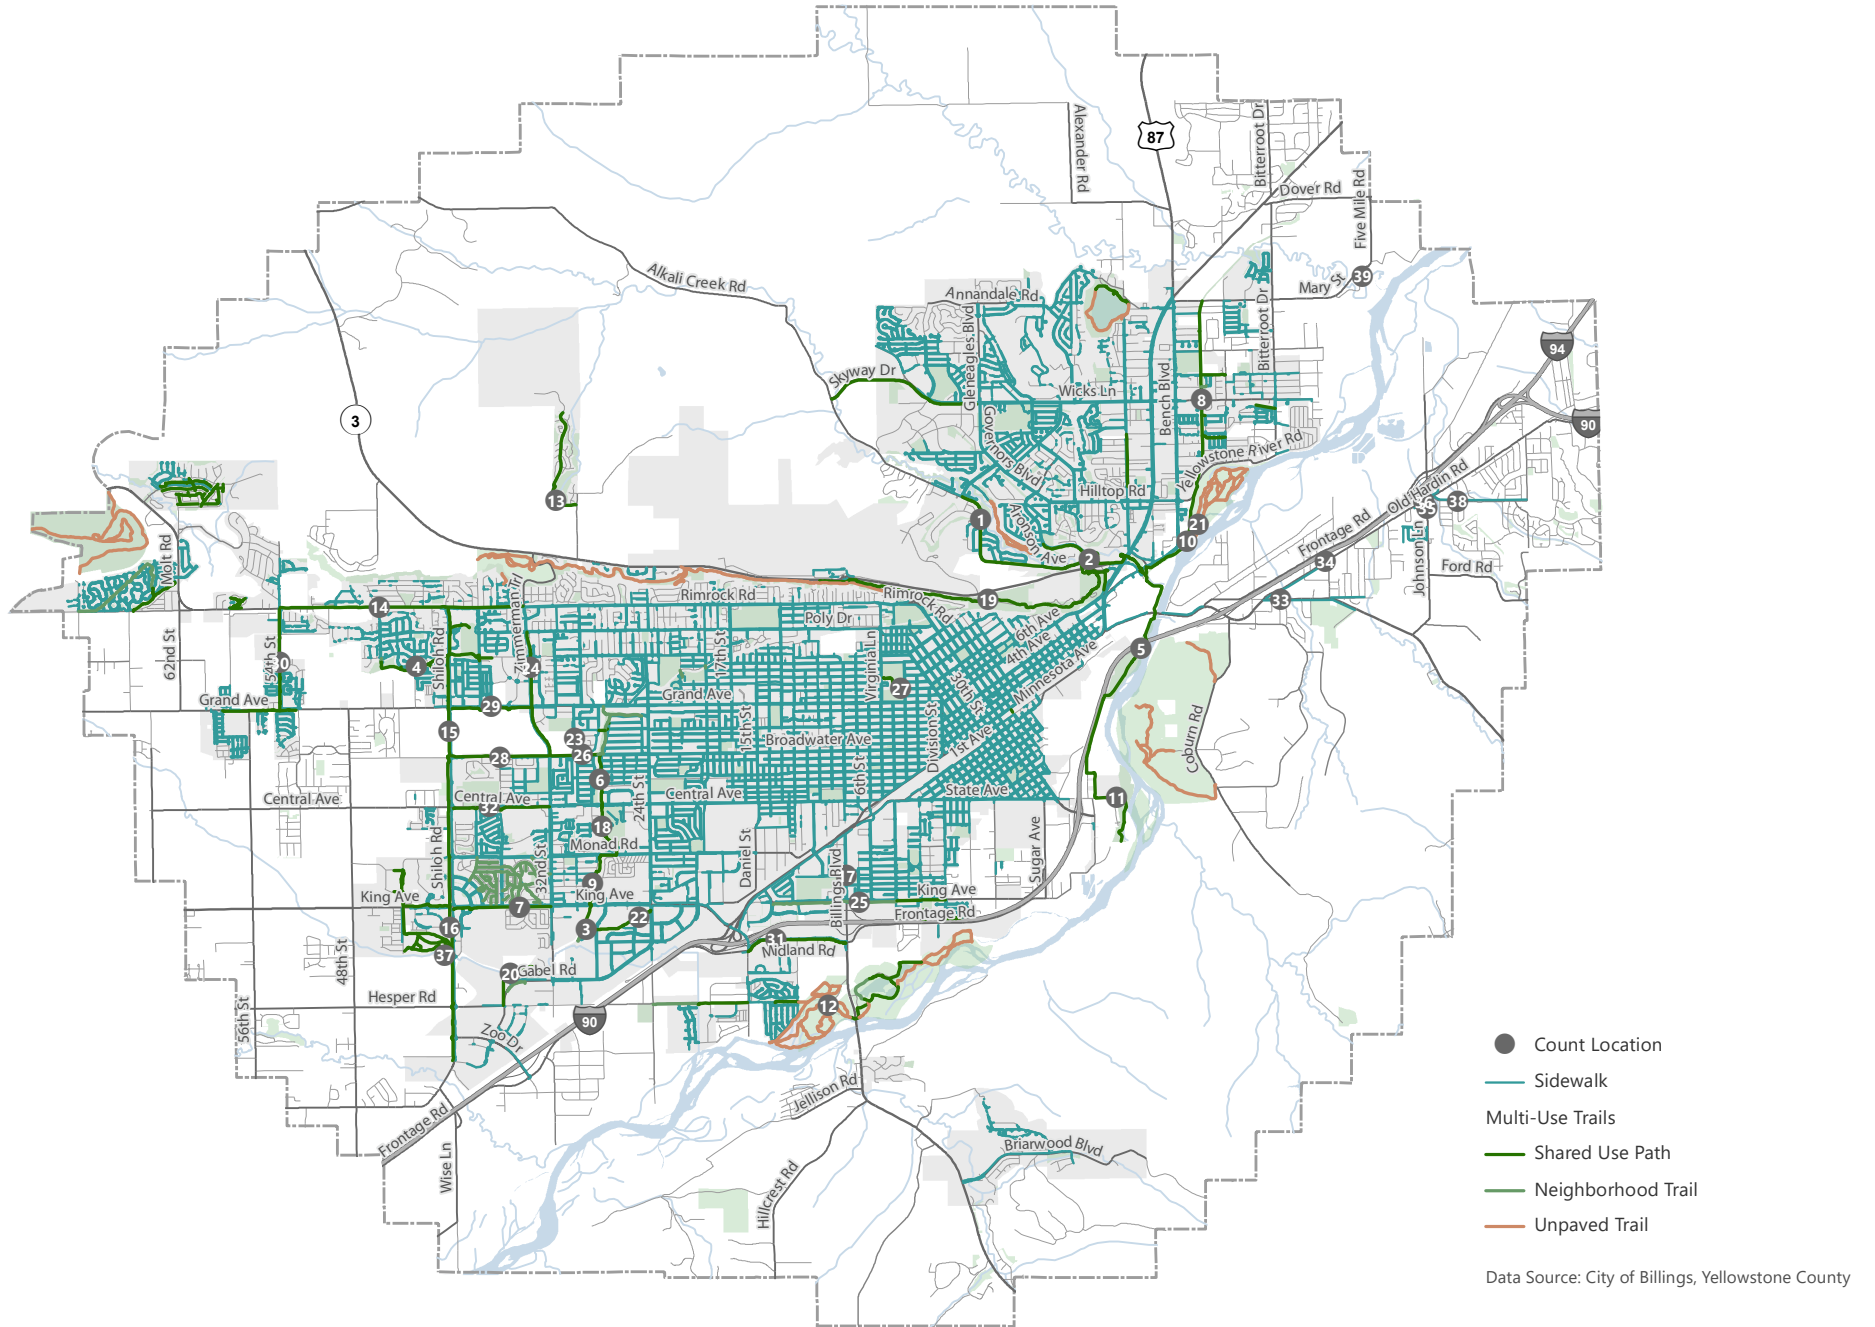 Alexander Rd
87
Bitterroot Dr
Dover Rd
Five Mile Rd
Alkali Creek Rd
Annandale Rd
Mary St
39
Gleneagles Blvd
Bitterroot Dr
94
Skyway Dr
Wicks Ln
Bench Blvd
8
3
90
Governors Blvd
Yellowstone River Rd
Old Hardin Rd
Hilltop Rd
13
38
1
Aronson Ave
21
10
Frontage Rd
Johnson Ln
2
34
Ford Rd
Molt Rd
Zimmerman Trl
Rimrock Rd
Rimrock Rd
19
33
14
Poly Dr
6th Ave
4th Ave
Minnesota Ave
5
62nd St
54th St
30
4
Shiloh Rd
17th St
Virginia Ln
27
30th St
Grand Ave
Grand Ave
29
15
23
26
28
15th St
Broadwater Ave
Division St
1st Ave
Coburn Rd
6
6th St
Central Ave
Central Ave
32
24th St
Central Ave
State Ave
11
18
Monad Rd
Shiloh Rd
32nd St
Daniel St
Billings Blvd
Sugar Ave
King Ave
9
King Ave
King Ave
7
25
22
Frontage Rd
16
3
31
Midland Rd
37
48th St
20
Gabel Rd
Hesper Rd
12
56th St
Zoo Dr
90
Jellison Rd
Frontage Rd
Wise Ln
Hillcrest Rd
Briarwood Blvd
Count Location
Sidewalk
Multi-Use Trails
Shared Use Path
Neighborhood Trail
Unpaved Trail
Data Source: City of Billings, Yellowstone County